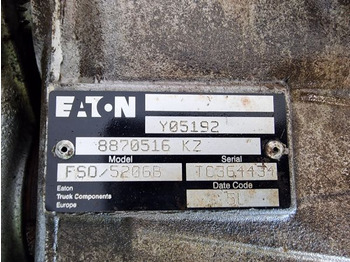 EATON
Y05192
8870516 KZ
Model Serial
FSO/5206B TC364434
Eaton Date Code
Truck Components
Europe